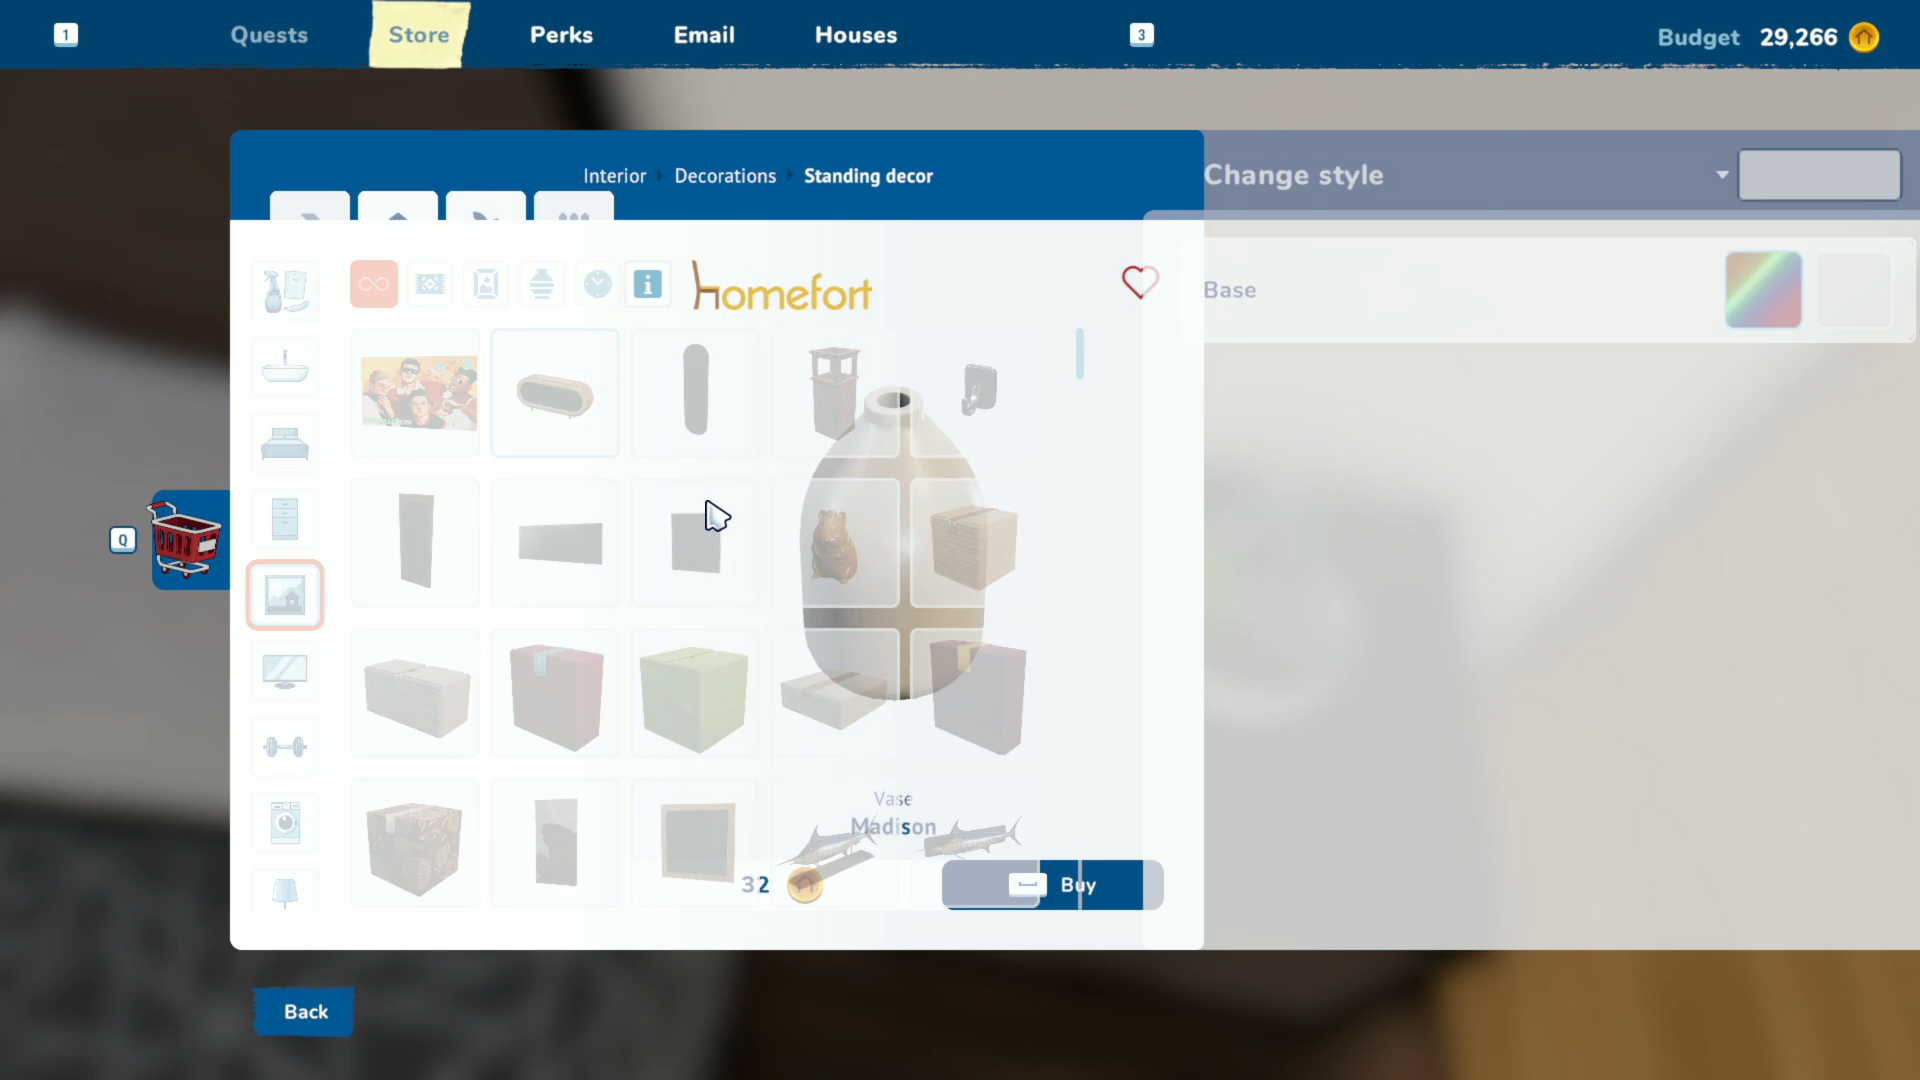 1
Quests
Store
Perks
Email
Houses
3
Budget 29,266
Interior
Decorations
Standing decor
Change style
homefort
Base
Q
Vase
Madison
32
Buy
Back